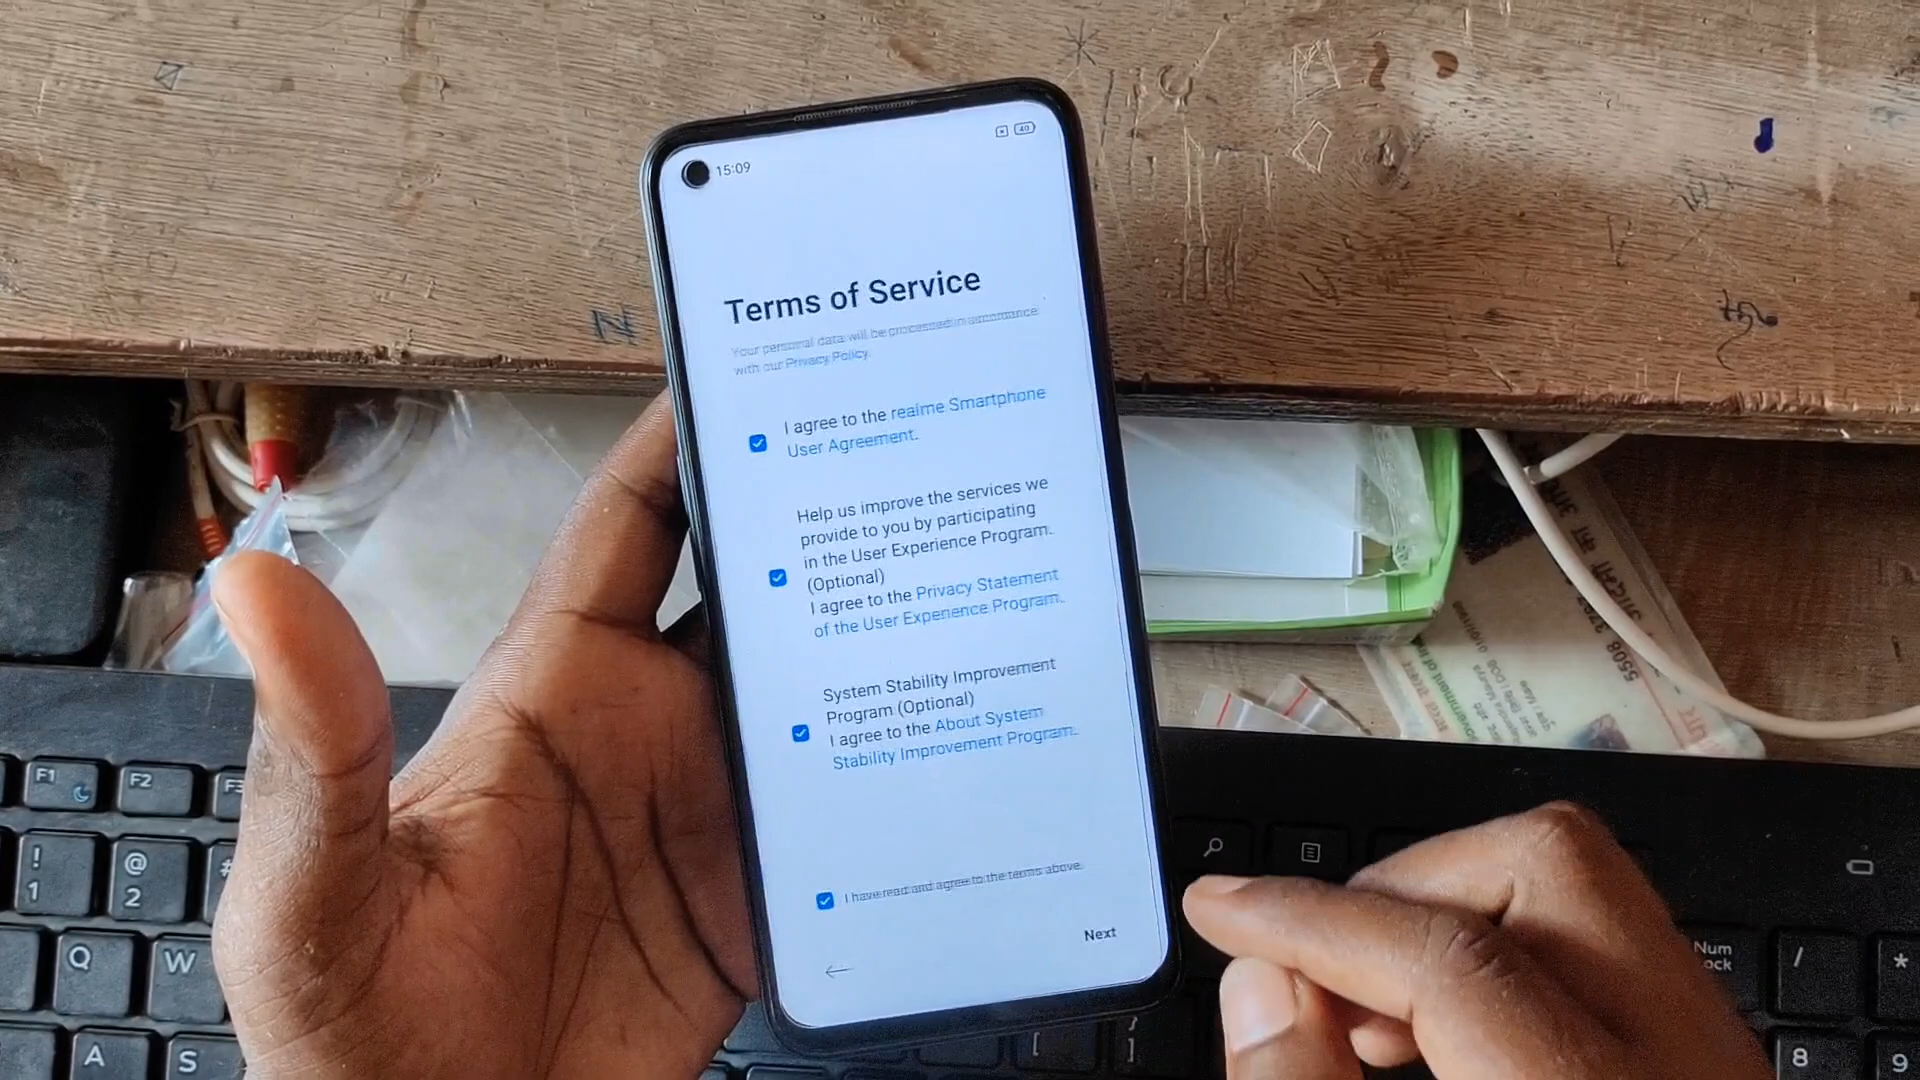 15:09
40
Terms of Service
Your personal data will be processed in accordance
with our Privacy Policy.
I agree to the realme Smartphone
User Agreement.
Help us improve the services we
provide to you by participating
in the User Experience Program.
(Optional)
I agree to the Privacy Statement
of the User Experience Program.
System Stability Improvement
Program (Optional)
I agree to the About System
Stability Improvement Program.
I have read and agree to the terms above.
Next
F1
F2
!
1
@
2
Q
W
A
S
[
}
]
Num
/
*
8
9